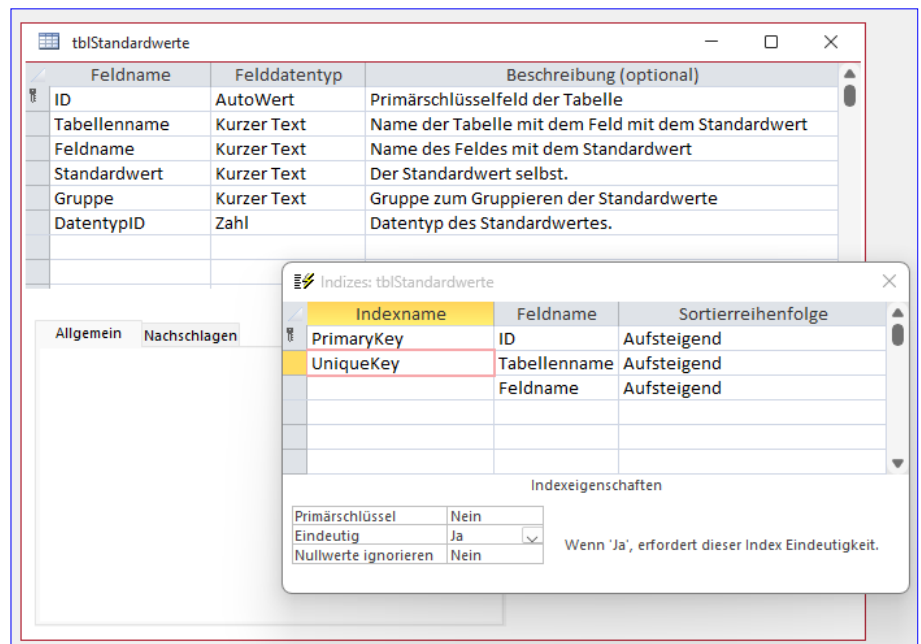 tblStandardwerte
Feldname Felddatentyp Beschreibung (optional)
ID AutoWert Primärschlüsselfeld der Tabelle
Tabellenname Kurzer Text Name der Tabelle mit dem Feld mit dem Standardwert
Feldname Kurzer Text Name des Feldes mit dem Standardwert
Standardwert Kurzer Text Der Standardwert selbst.
Gruppe Kurzer Text Gruppe zum Gruppieren der Standardwerte
DatentypID Zahl Datentyp des Standardwertes.
Allgemein Nachschlagen
Indizes: tblStandardwerte
Indexname Feldname Sortierreihenfolge
PrimaryKey ID Aufsteigend
UniqueKey Tabellenname Aufsteigend
Feldname Aufsteigend
Indexeigenschaften
Primärschlüssel Nein
Eindeutig Ja
Nullwerte ignorieren Nein
Wenn 'Ja', erfordert dieser Index Eindeutigkeit.